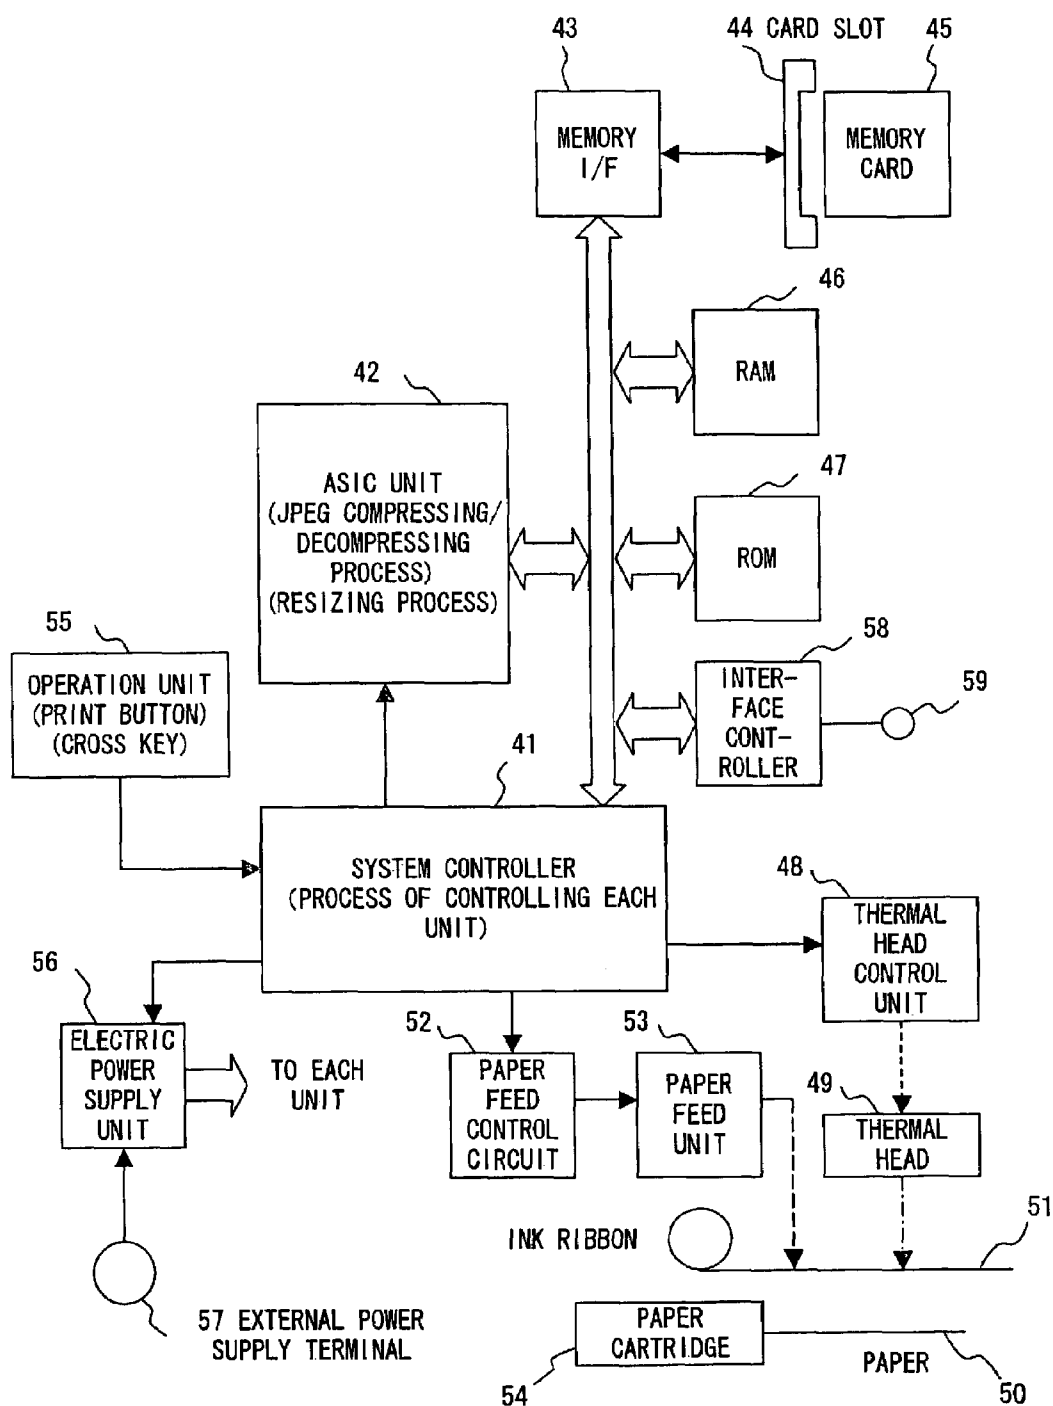 43
44 CARD SLOT
45
MEMORY
I/F
MEMORY
CARD
46
RAM
42
ASIC UNIT
(JPEG COMPRESSING/
DECOMPRESSING
PROCESS)
(RESIZING PROCESS)
47
ROM
55
OPERATION UNIT
(PRINT BUTTON)
(CROSS KEY)
58
INTER-
FACE
CONT-
ROLLER
59
41
SYSTEM CONTROLLER
(PROCESS OF CONTROLLING EACH
UNIT)
48
THERMAL
HEAD
CONTROL
UNIT
56
ELECTRIC
POWER
SUPPLY
UNIT
TO EACH
UNIT
52
PAPER
FEED
CONTROL
CIRCUIT
53
PAPER
FEED
UNIT
49
THERMAL
HEAD
INK RIBBON
51
57 EXTERNAL POWER
SUPPLY TERMINAL
PAPER
CARTRIDGE
54
PAPER
50